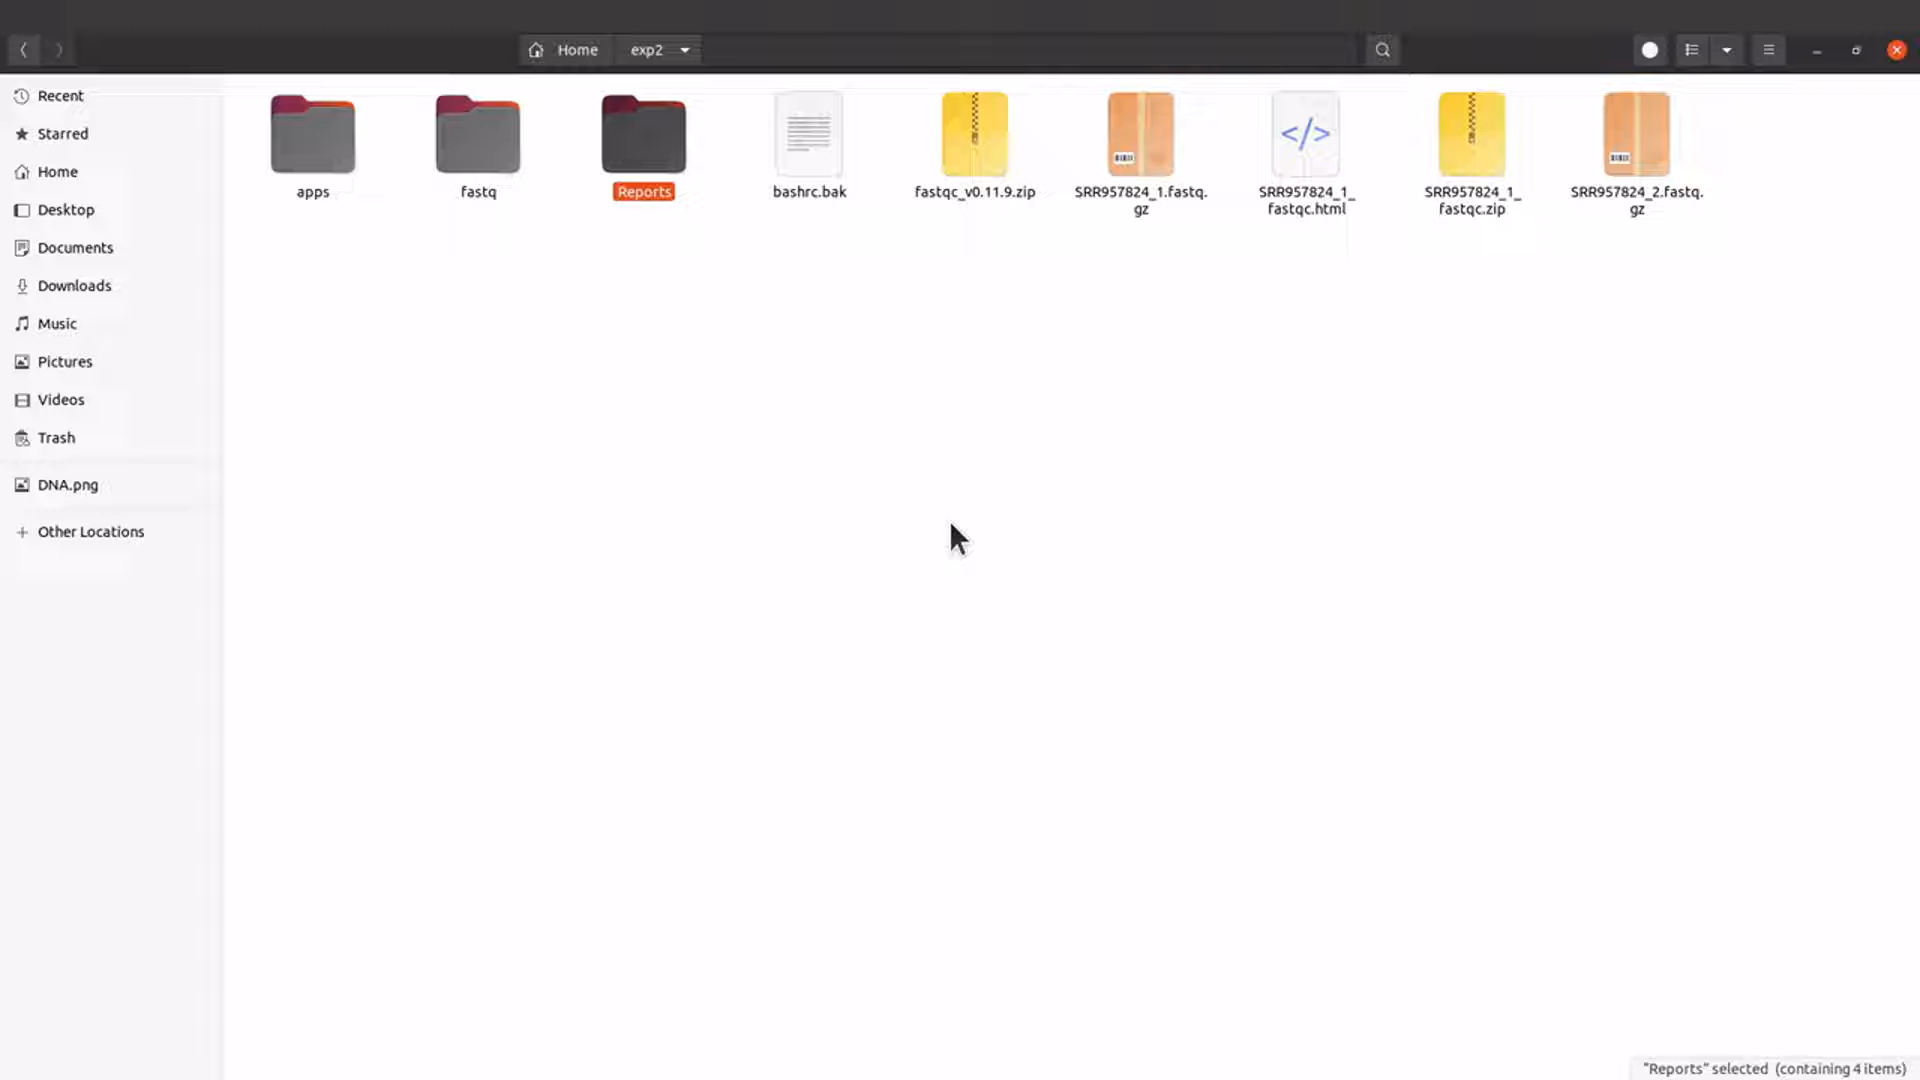 Home exp2
Recent
Starred
Home
Desktop
Documents
Downloads
Music
Pictures
Videos
Trash
DNA.png
Other Locations
apps
fastq
Reports
bashrc.bak
fastqc_v0.11.9.zip
SRR957824_1.fastq.
gz
SRR957824_1_
fastqc.html
SRR957824_1_
fastqc.zip
SRR957824_2.fastq.
gz
"Reports" selected (containing 4 items)